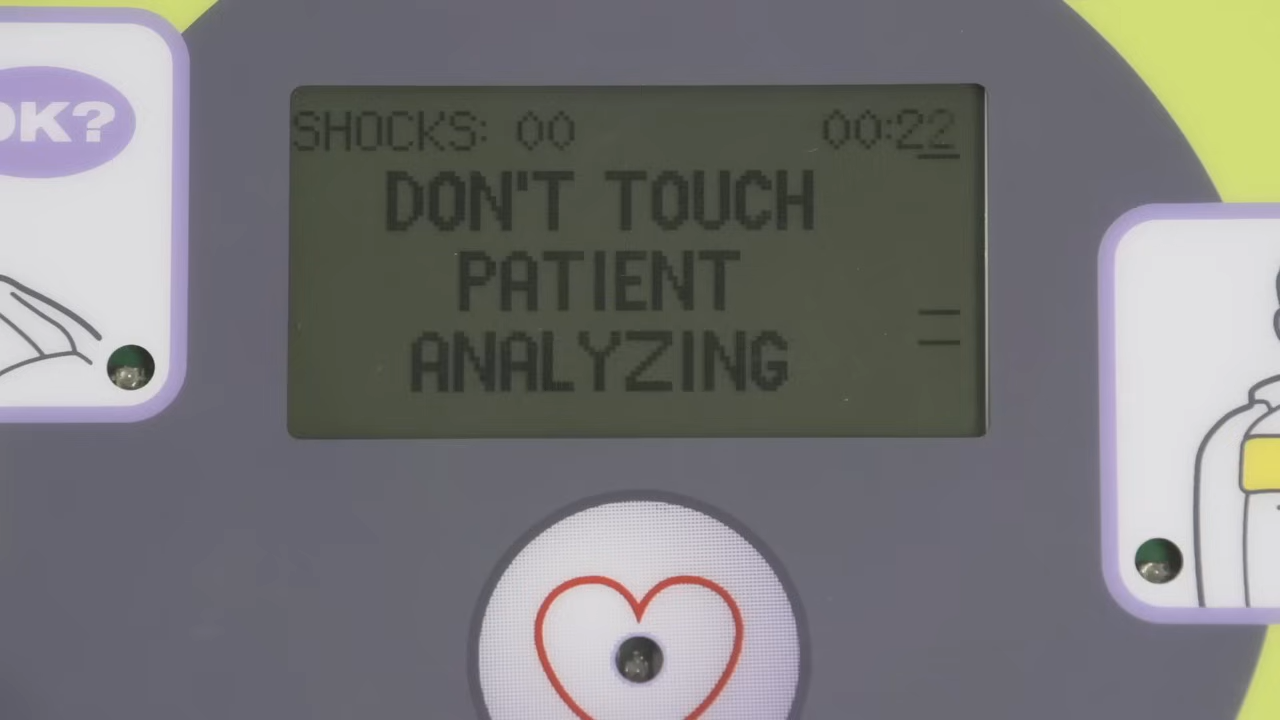 OK?
SHOCKS: 00 00:22
DON'T TOUCH
PATIENT
ANALYZING